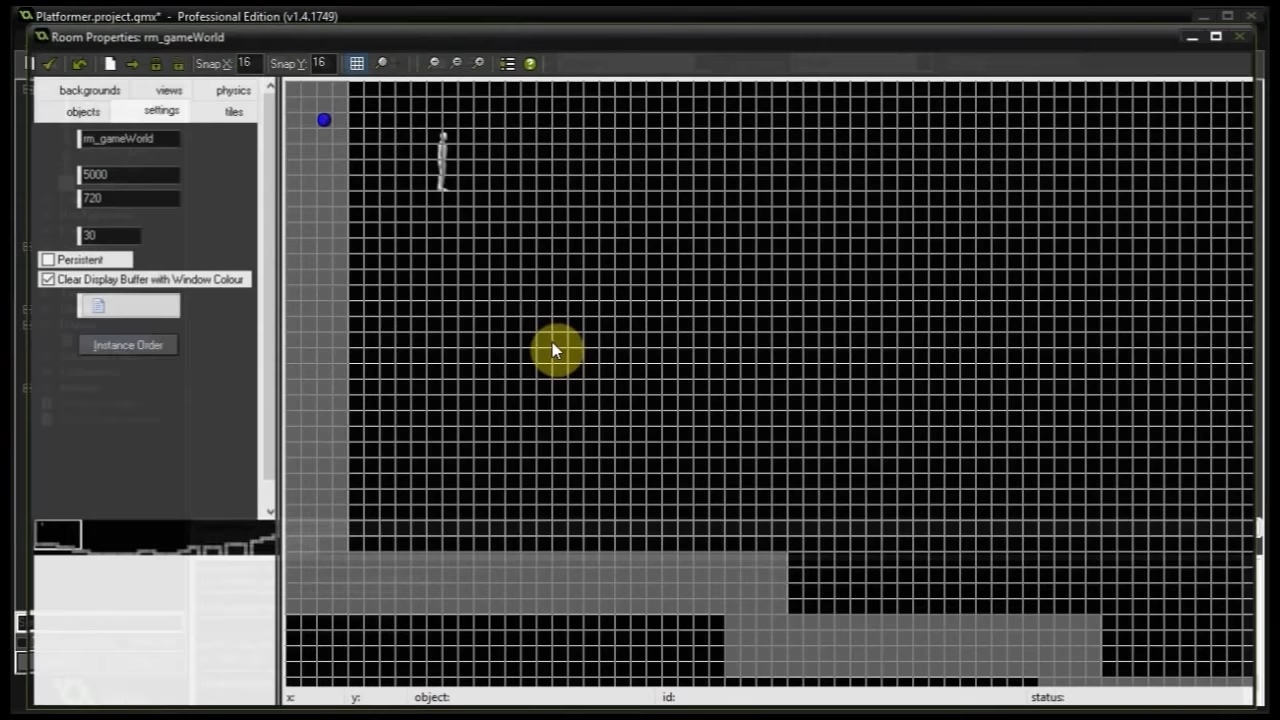 Platformer.project.gmx* - Professional Edition (v1.4.1749)
Room Properties: rm_gameWorld
Snap X: 16 Snap Y: 16
backgrounds views physics
objects settings tiles
rm_gameWorld
5000
720
30
Persistent
Clear Display Buffer with Window Colour
Instance Order
x: y: object: id: status: